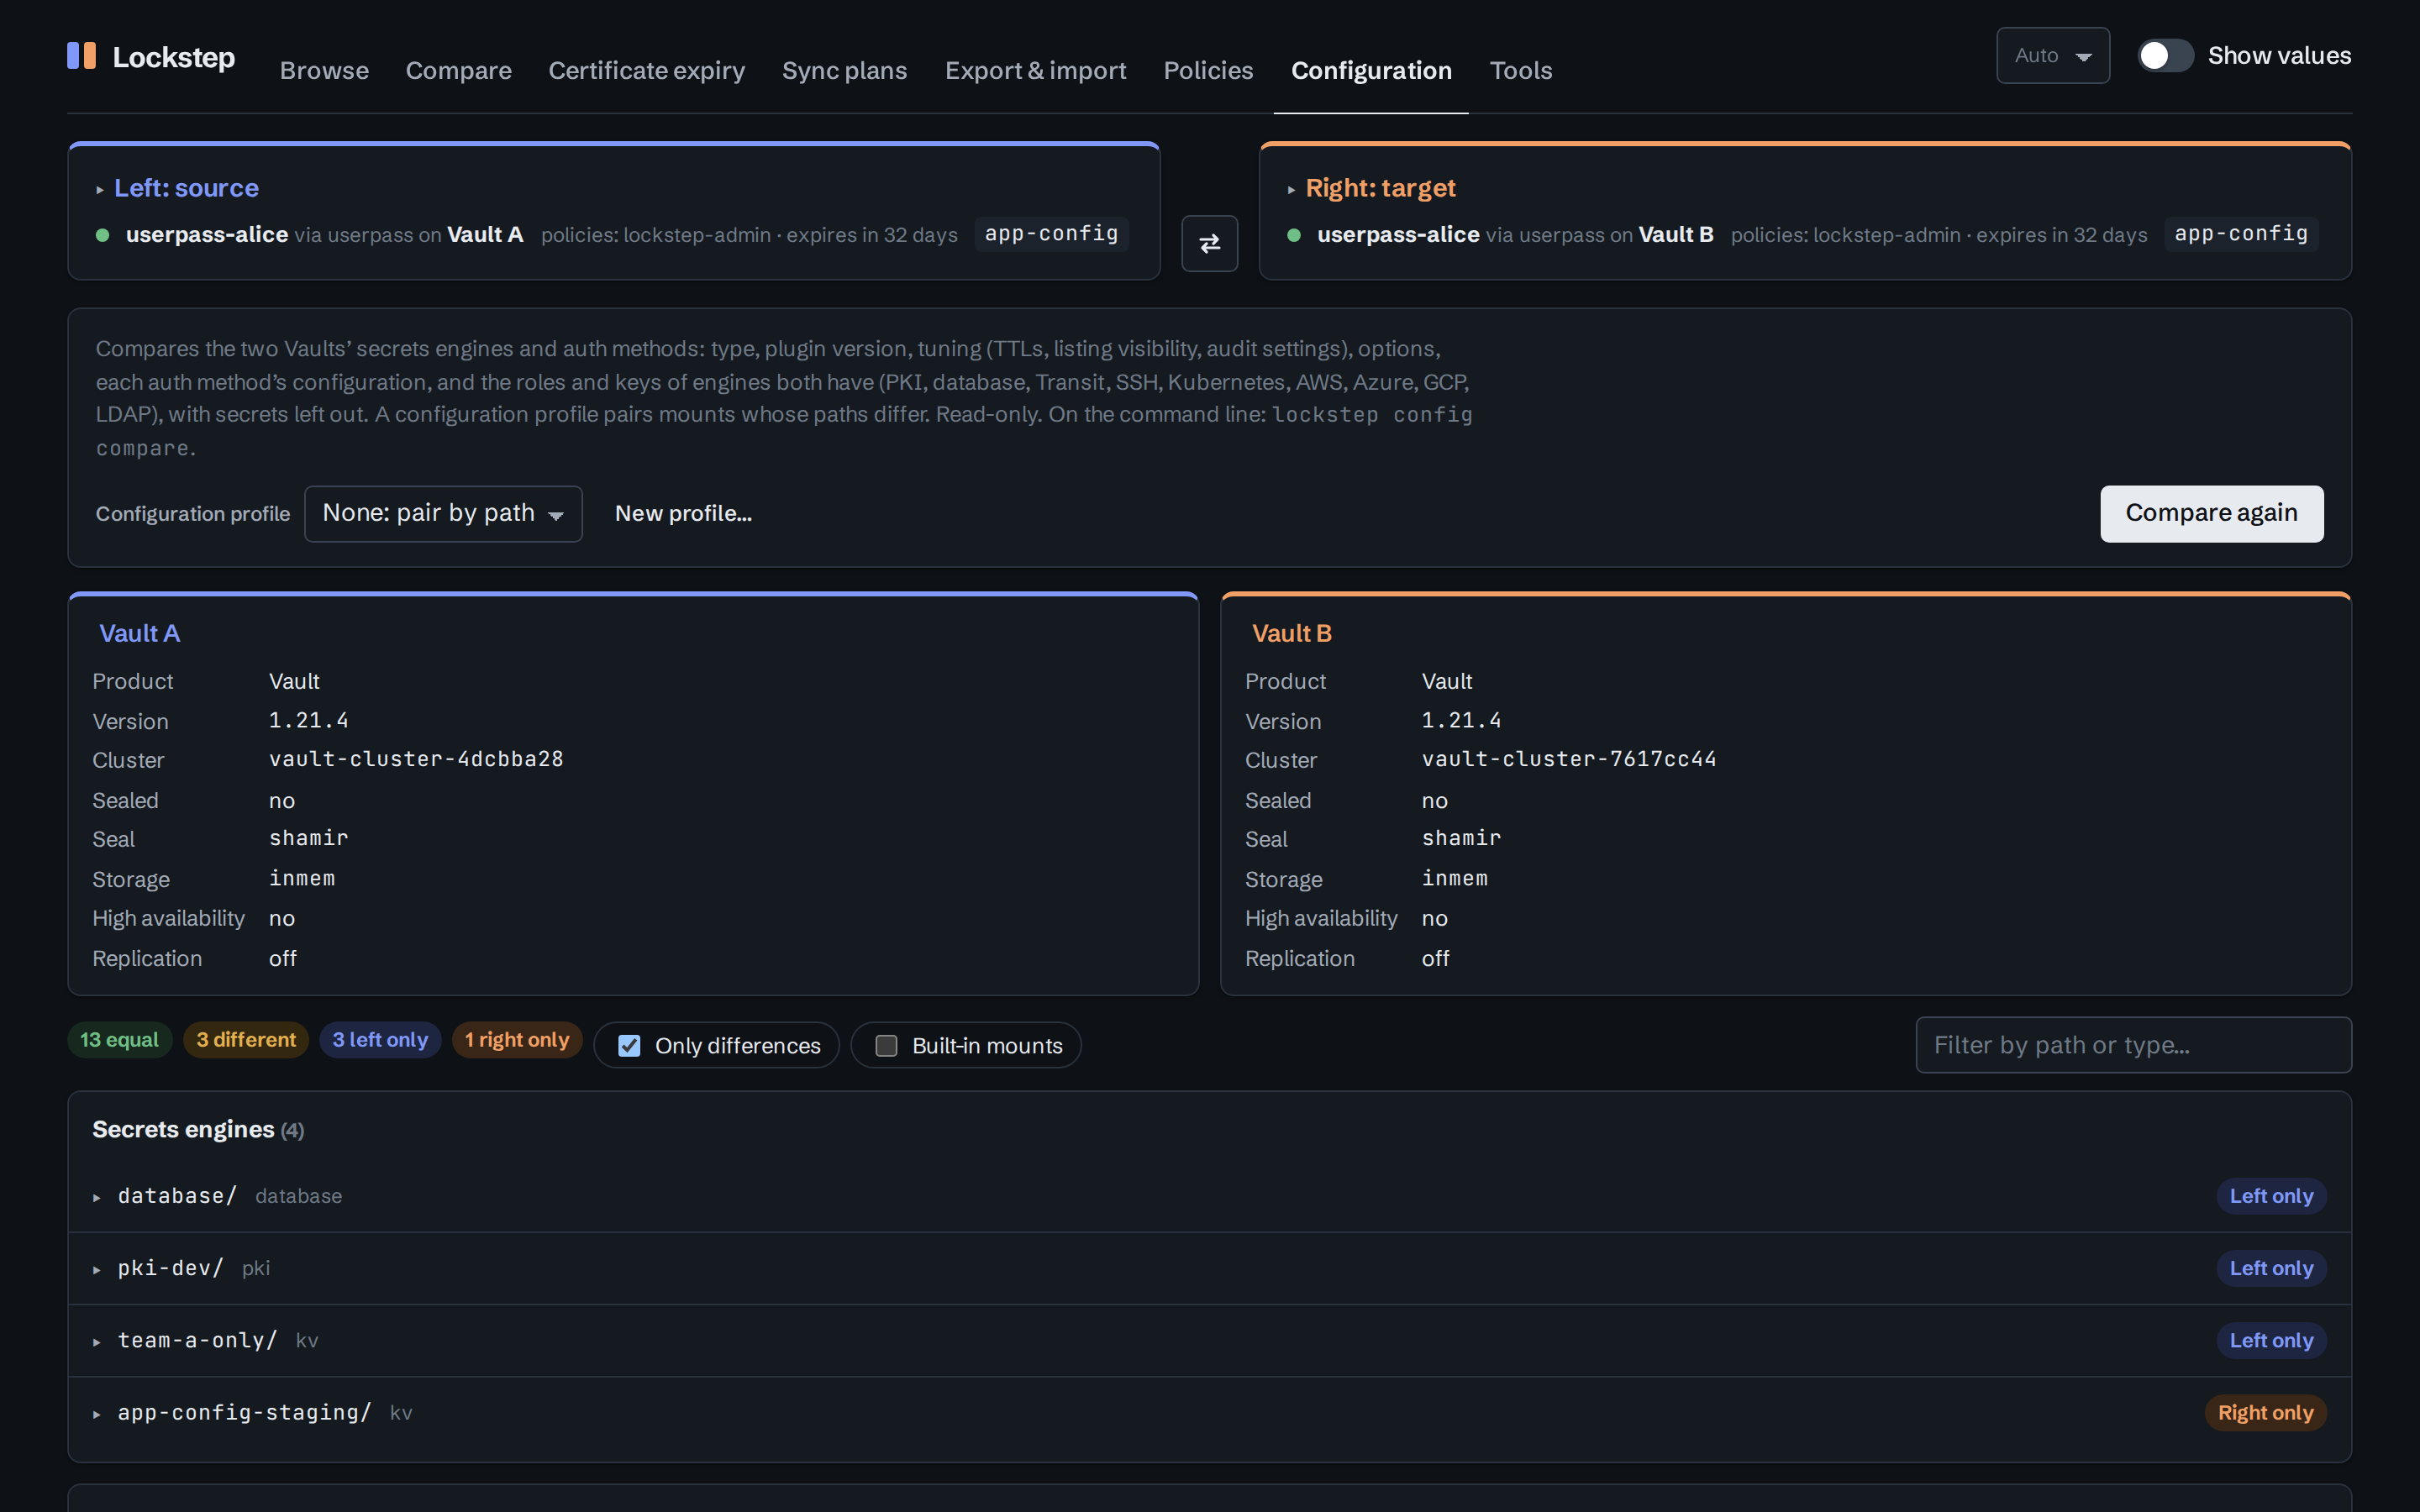 Lockstep Browse Compare Certificate expiry Sync plans Export & import Policies Configuration Tools Auto Show values
Left: source
userpass-alice via userpass on Vault A policies: lockstep-admin · expires in 32 days app-config
Right: target
userpass-alice via userpass on Vault B policies: lockstep-admin · expires in 32 days app-config
Compares the two Vaults’ secrets engines and auth methods: type, plugin version, tuning (TTLs, listing visibility, audit settings), options,
each auth method’s configuration, and the roles and keys of engines both have (PKI, database, Transit, SSH, Kubernetes, AWS, Azure, GCP,
LDAP), with secrets left out. A configuration profile pairs mounts whose paths differ. Read-only. On the command line: lockstep config
compare.
Configuration profile None: pair by path New profile... Compare again
Vault A
Product Vault
Version 1.21.4
Cluster vault-cluster-4dcbba28
Sealed no
Seal shamir
Storage inmem
High availability no
Replication off
Vault B
Product Vault
Version 1.21.4
Cluster vault-cluster-7617cc44
Sealed no
Seal shamir
Storage inmem
High availability no
Replication off
13 equal 3 different 3 left only 1 right only Only differences Built-in mounts Filter by path or type...
Secrets engines (4)
database/ database Left only
pki-dev/ pki Left only
team-a-only/ kv Left only
app-config-staging/ kv Right only